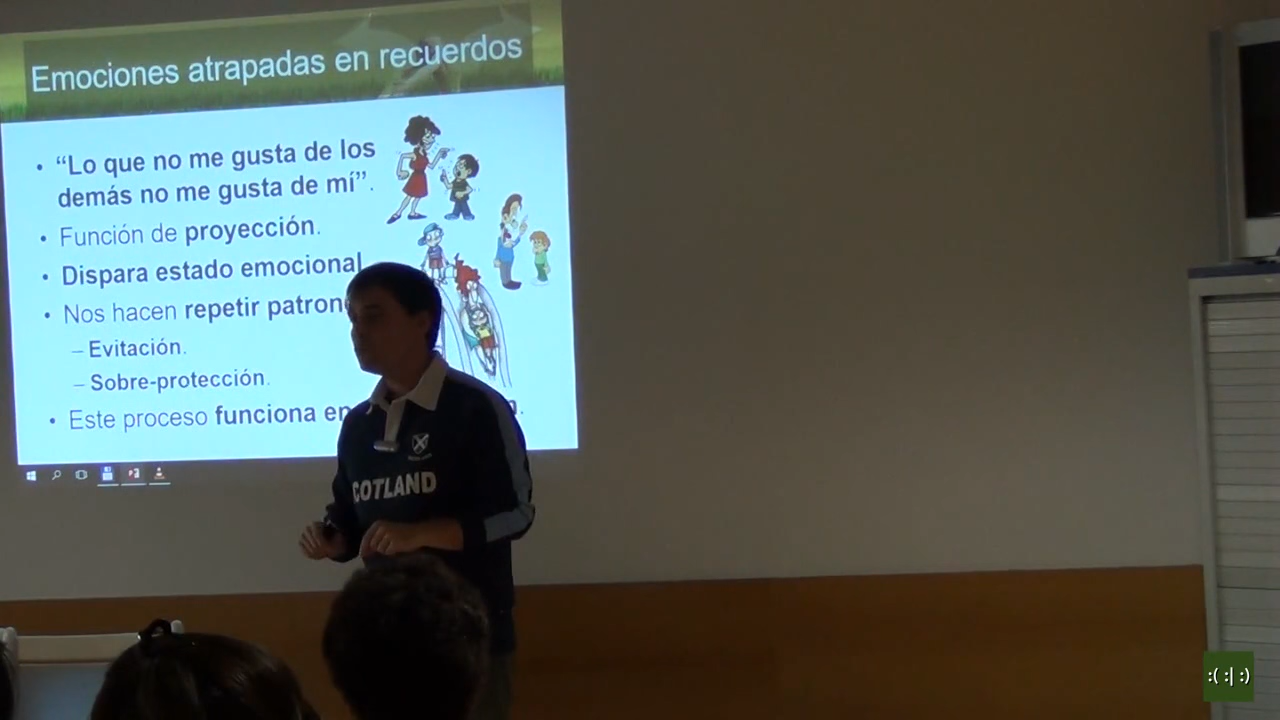 Emociones atrapadas en recuerdos
• “Lo que no me gusta de los
demás no me gusta de mí”.
• Función de proyección.
• Dispara estado emocional
• Nos hacen repetir
– Evitación.
– Sobre-protección.
• Este proceso funciona en
COTLAND
:( :| :)